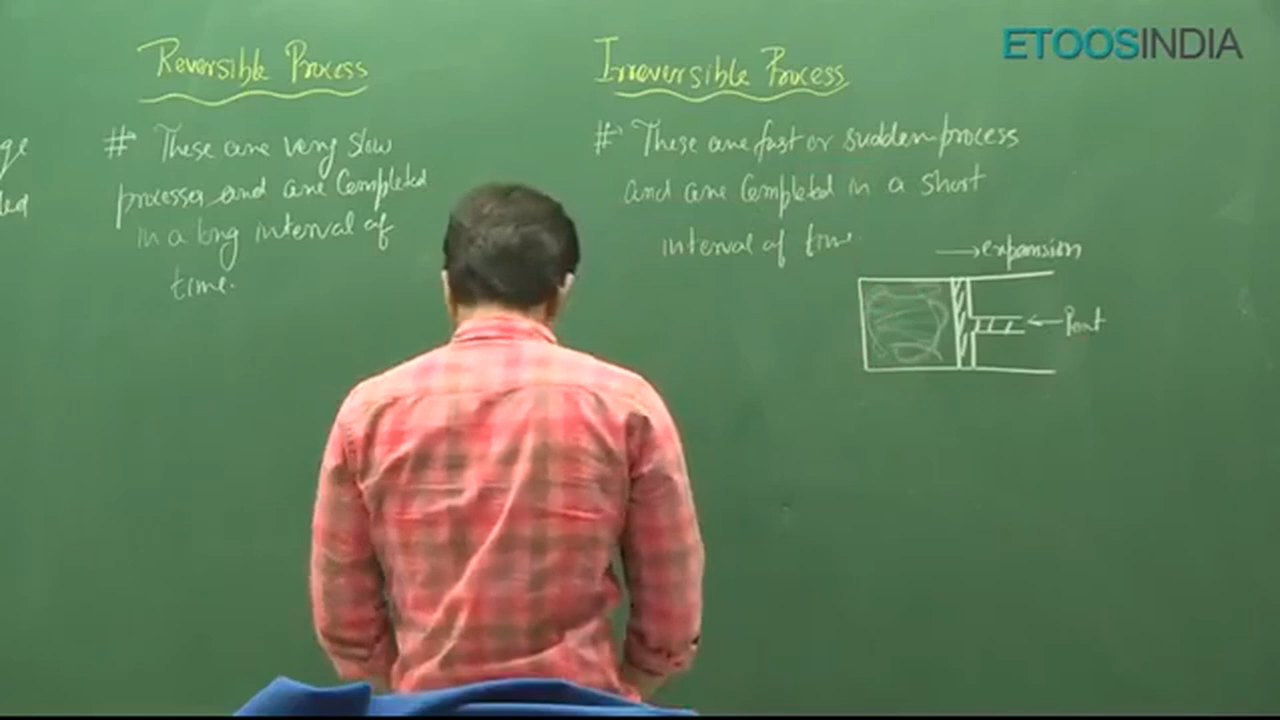 ETOOSINDIA
Reversible Process
# These are very slow
processes and are Completed
in a long interval of
time.
Irreversible Process
# These are fast or sudden process
and are Completed in a short
interval of time
→ expansion